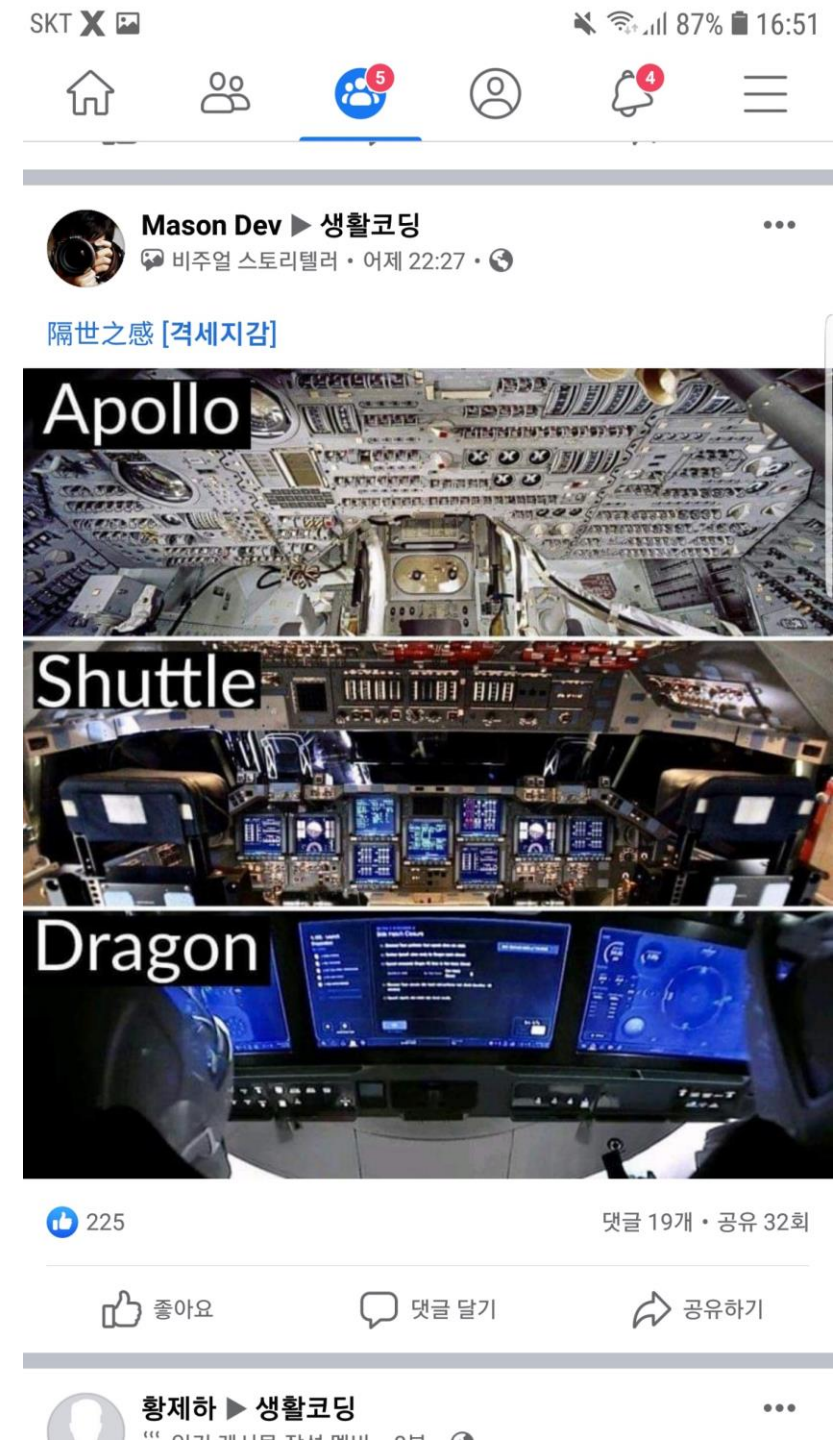 SKT 87% 16:51
5 4
Mason Dev ▶ 생활코딩
비주얼 스토리텔러 • 어제 22:27 •
隔世之感 [격세지감]
Apollo
Shuttle
Dragon
Side Hatch Closure
225 댓글 19개 • 공유 32회
좋아요 댓글 달기 공유하기
황제하 ▶ 생활코딩